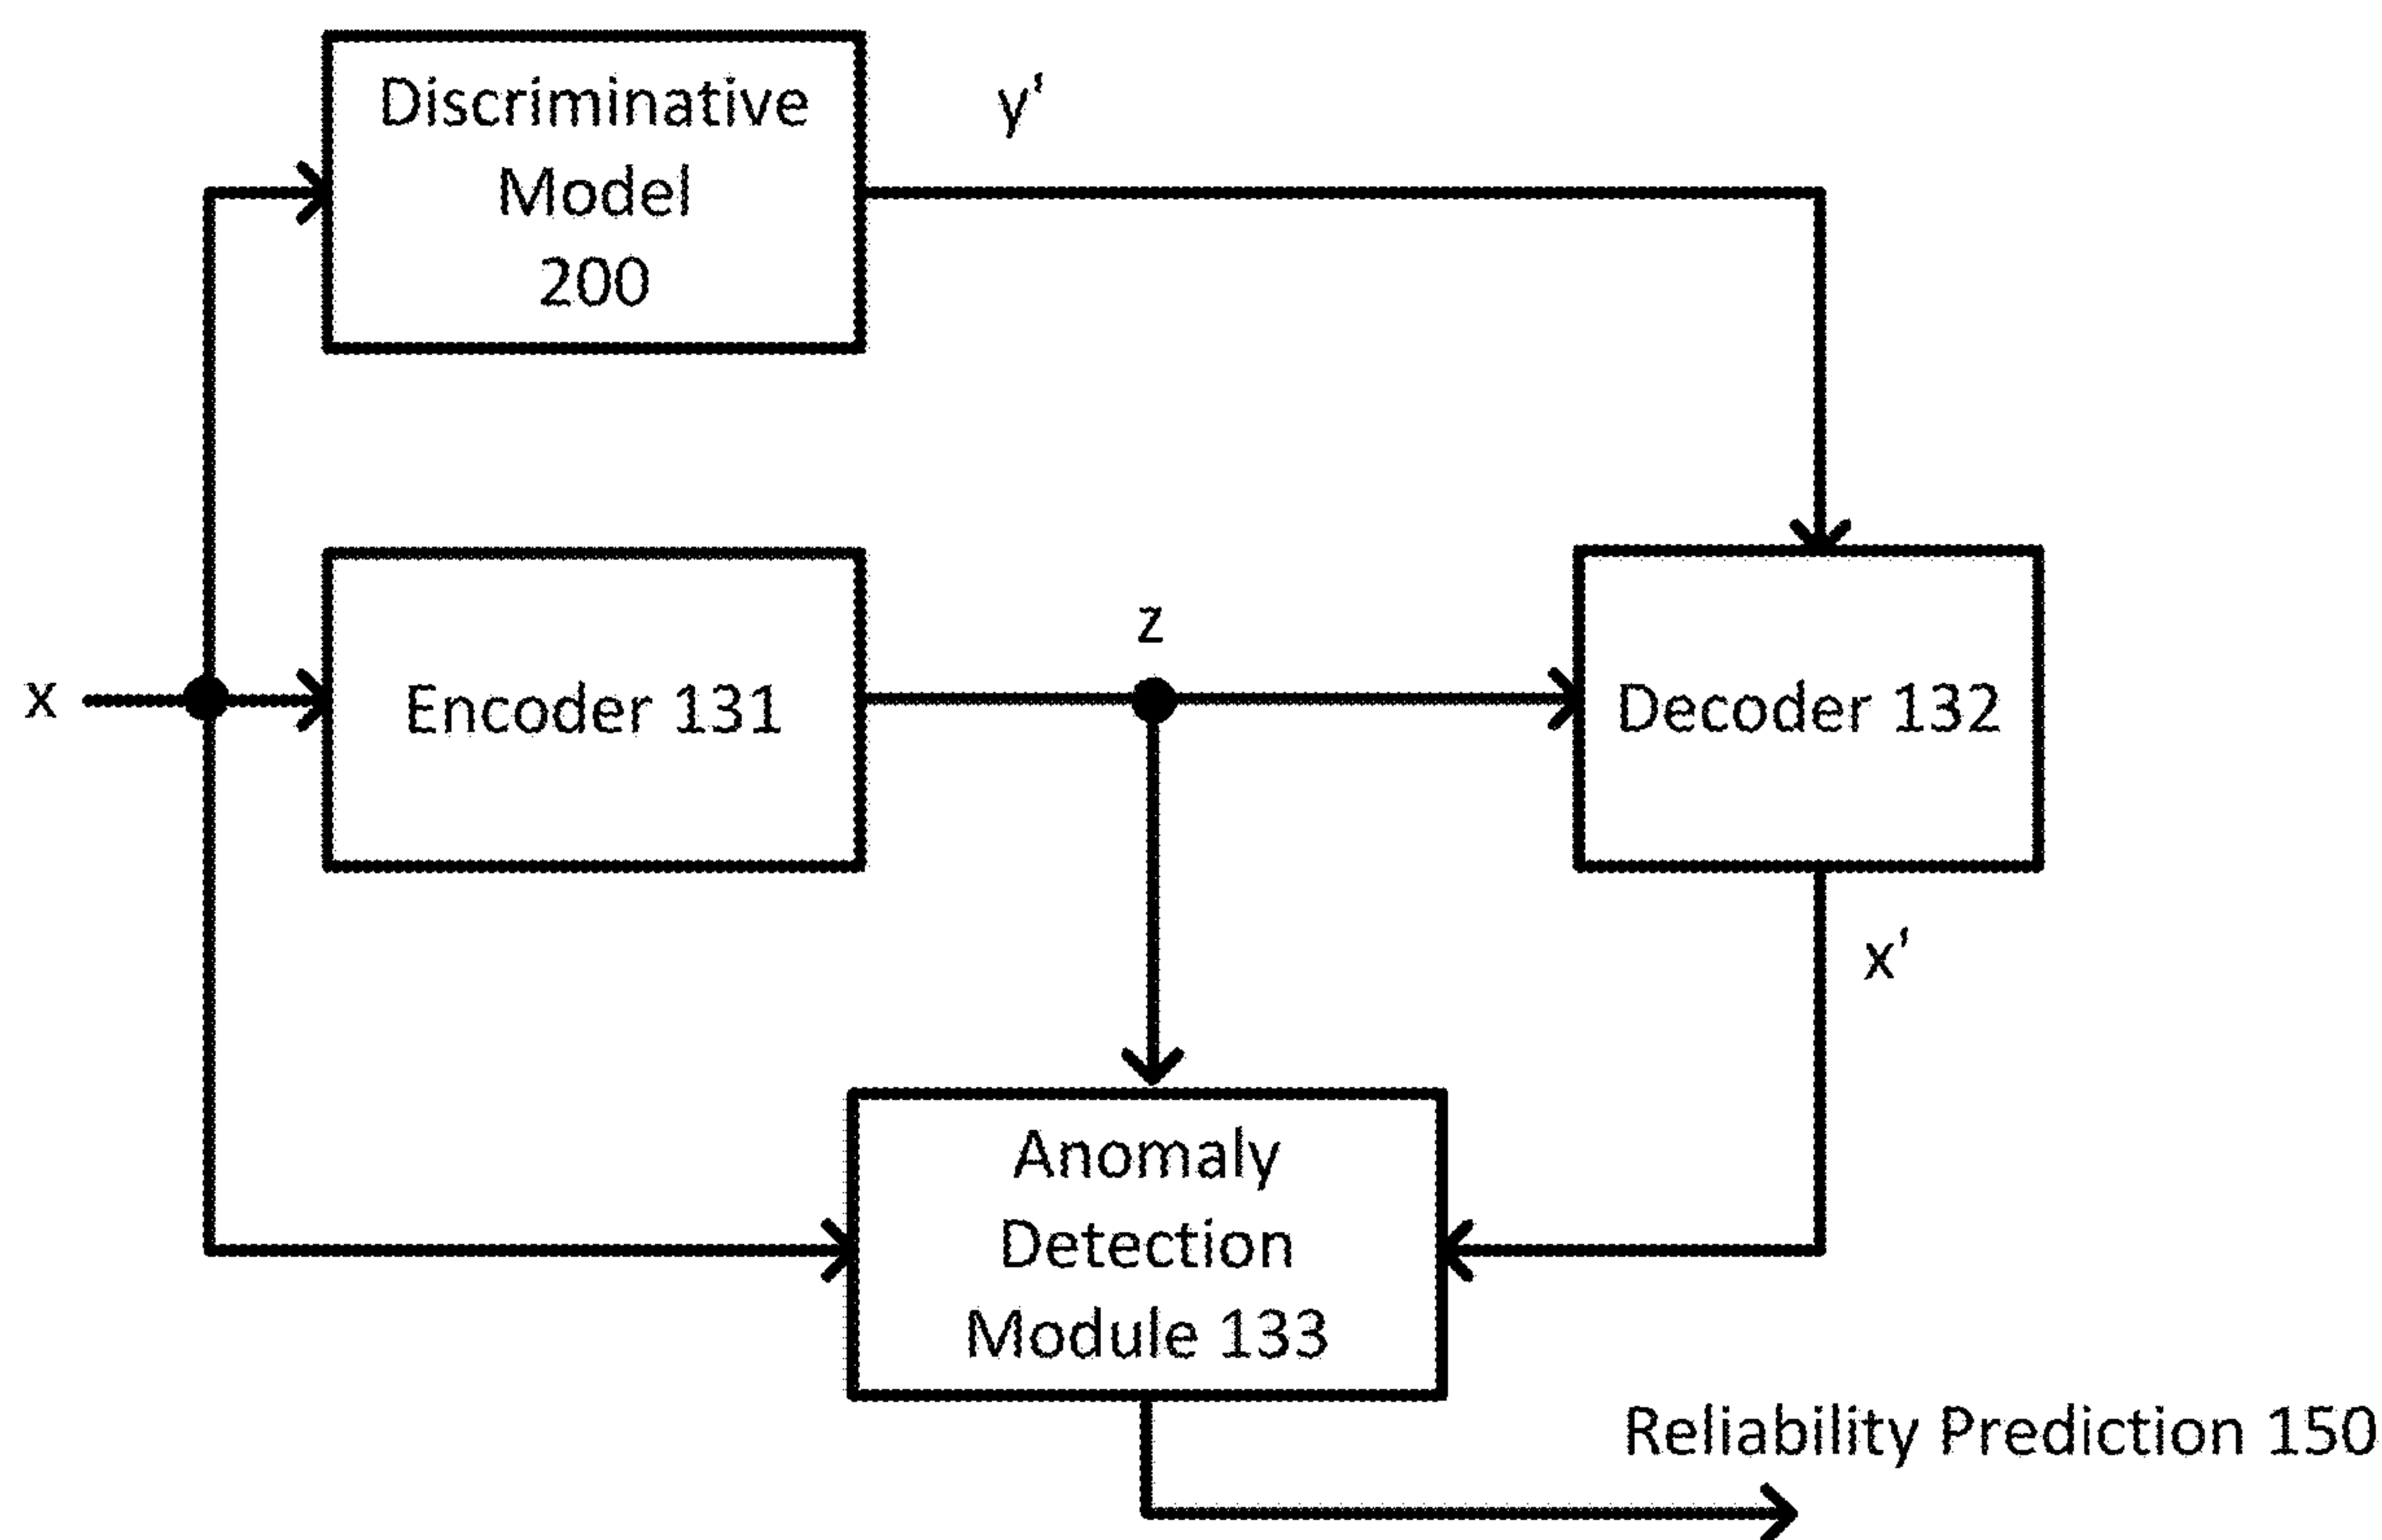 Discriminative
Model
200
y'
x
Encoder 131
z
Decoder 132
x'
Anomaly
Detection
Module 133
Reliability Prediction 150